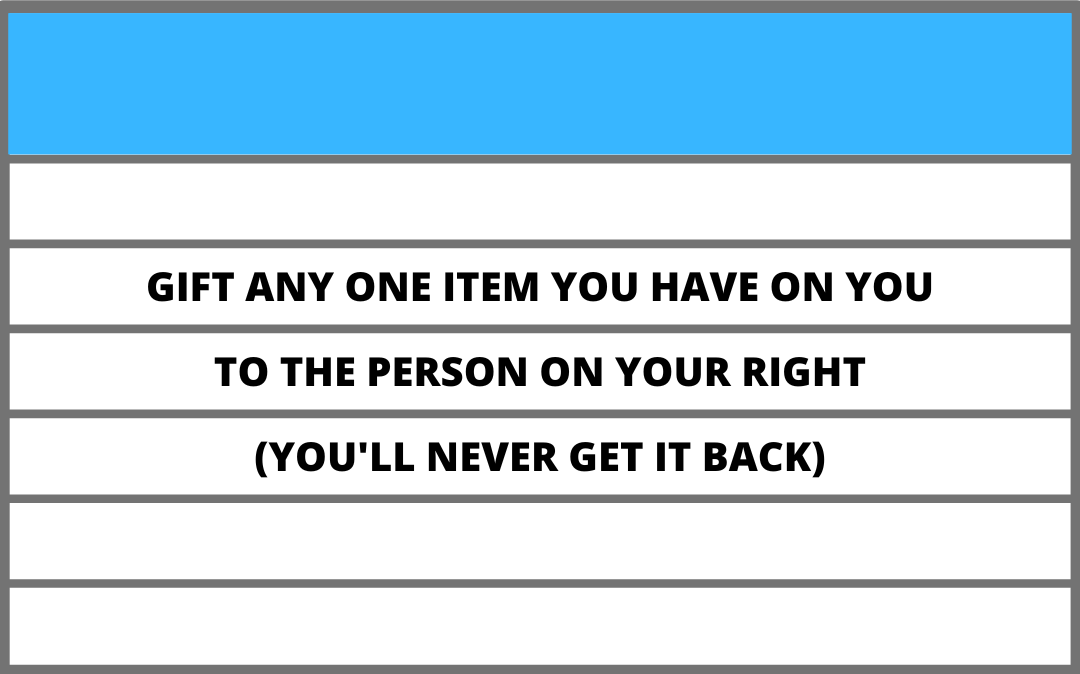 GIFT ANY ONE ITEM YOU HAVE ON YOU
TO THE PERSON ON YOUR RIGHT
(YOU'LL NEVER GET IT BACK)